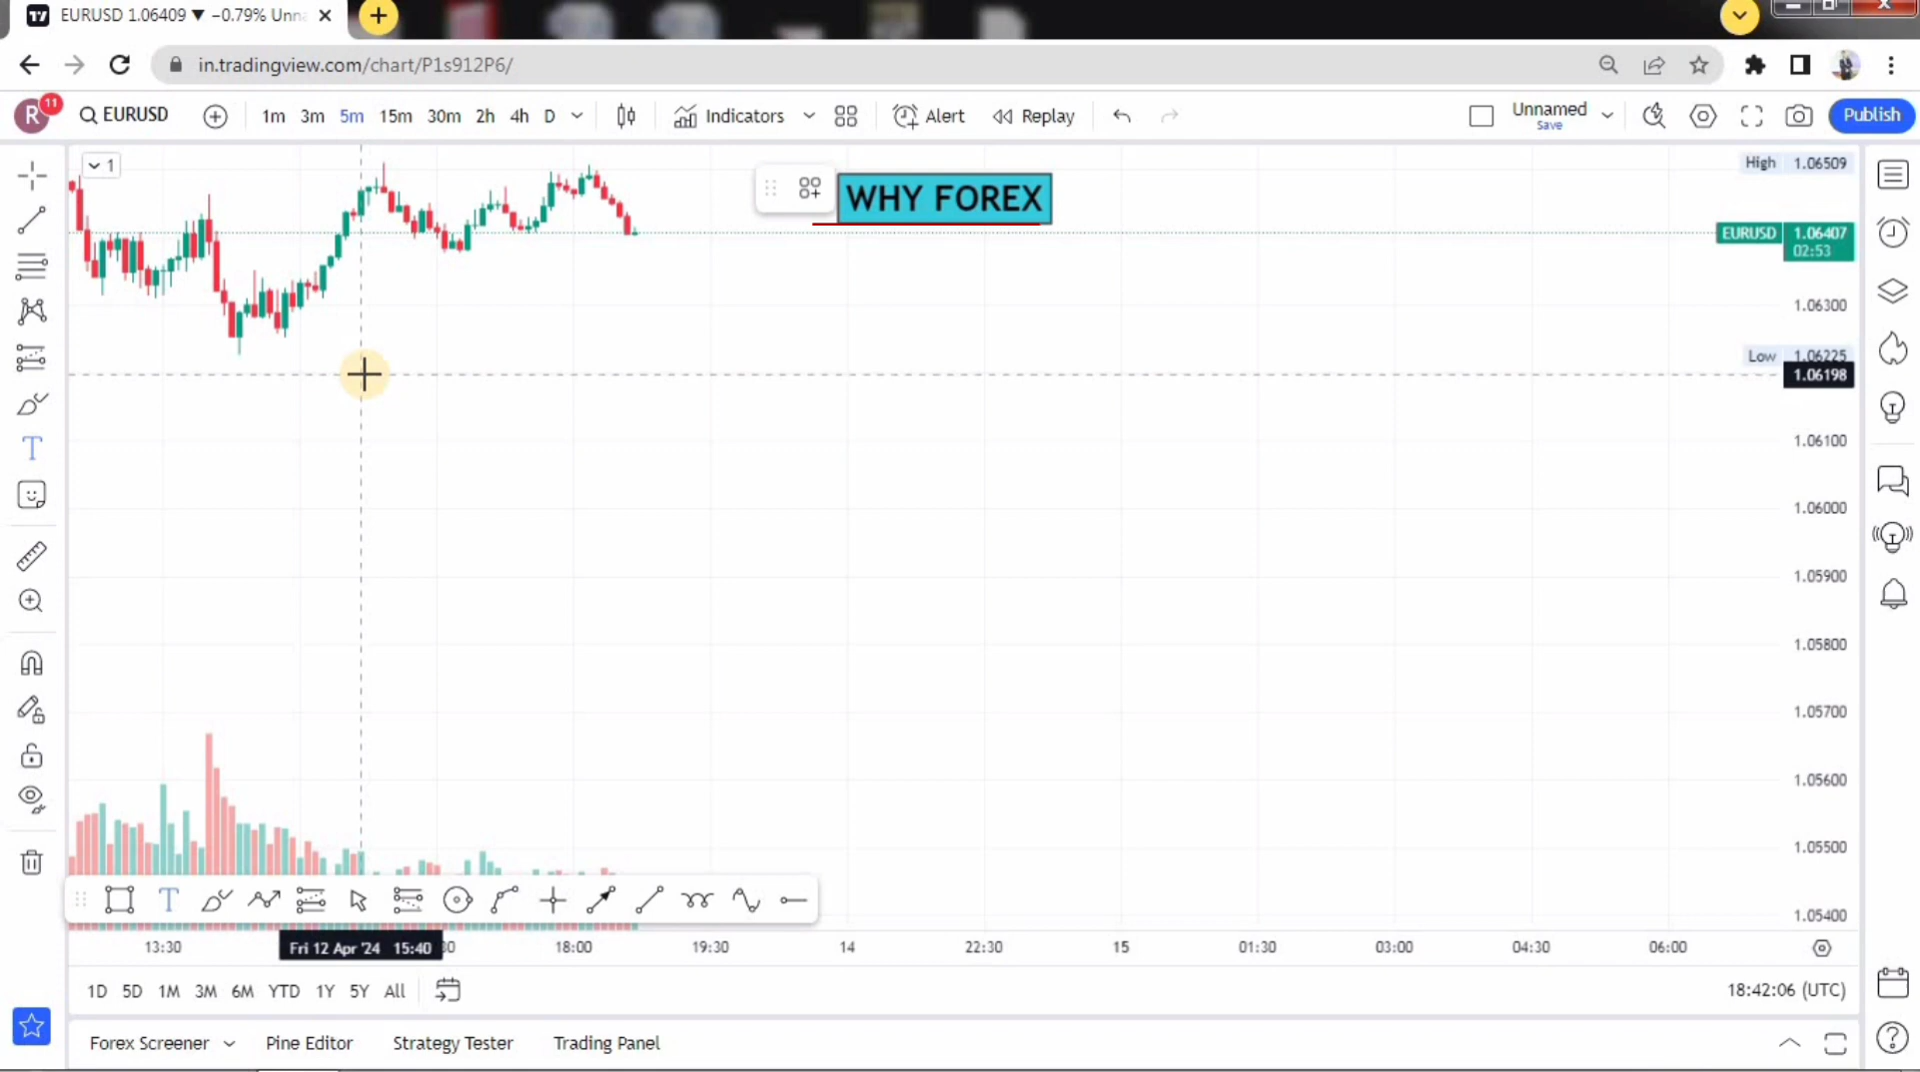 EURUSD 1.06409 ▼ −0.79% Unn
in.tradingview.com/chart/P1s912P6/
R 11 EURUSD 1m 3m 5m 15m 30m 2h 4h D Indicators Alert Replay Unnamed Save Publish
1
WHY FOREX
High 1.06509
EURUSD 1.06407
02:53
1.06300
Low 1.06225
1.06198
1.06100
1.06000
1.05900
1.05800
1.05700
1.05600
1.05500
1.05400
13:30 Fri 12 Apr '24 15:40 18:00 19:30 14 22:30 15 01:30 03:00 04:30 06:00
1D 5D 1M 3M 6M YTD 1Y 5Y All 18:42:06 (UTC)
Forex Screener Pine Editor Strategy Tester Trading Panel